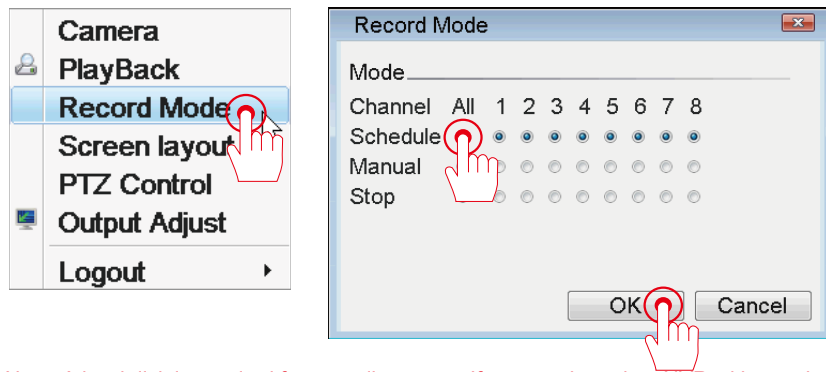 Camera
PlayBack
Record Mode
Screen layout
PTZ Control
Output Adjust
Logout
Record Mode
Mode
Channel All 1 2 3 4 5 6 7 8
Schedule
Manual
Stop
OK Cancel